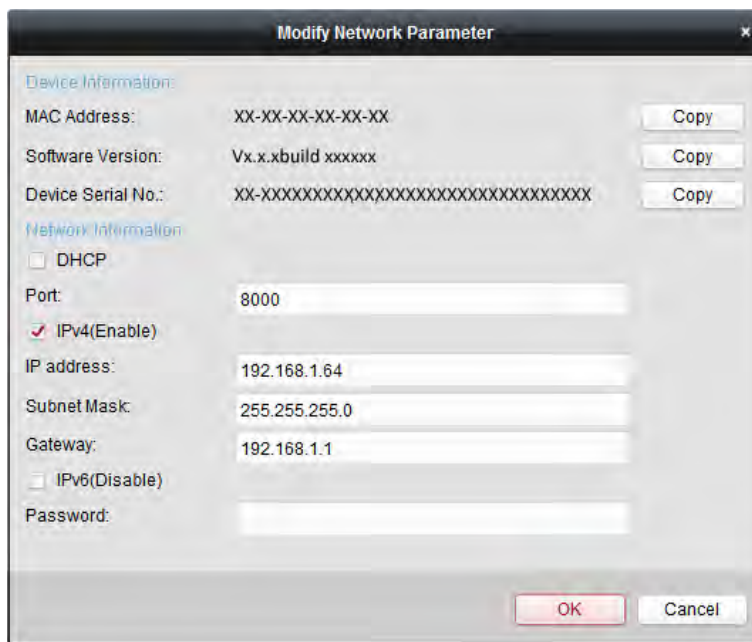 Modify Network Parameter ×
Device Information:
MAC Address: XX-XX-XX-XX-XX-XX Copy
Software Version: Vx.x.xbuild xxxxxx Copy
Device Serial No.: XX-XXXXXXXXXXXXXXXXXXXXXXXXXXXXXXXXX Copy
Network Information
DHCP
Port: 8000
IPv4(Enable)
IP address: 192.168.1.64
Subnet Mask: 255.255.255.0
Gateway: 192.168.1.1
IPv6(Disable)
Password:
OK Cancel